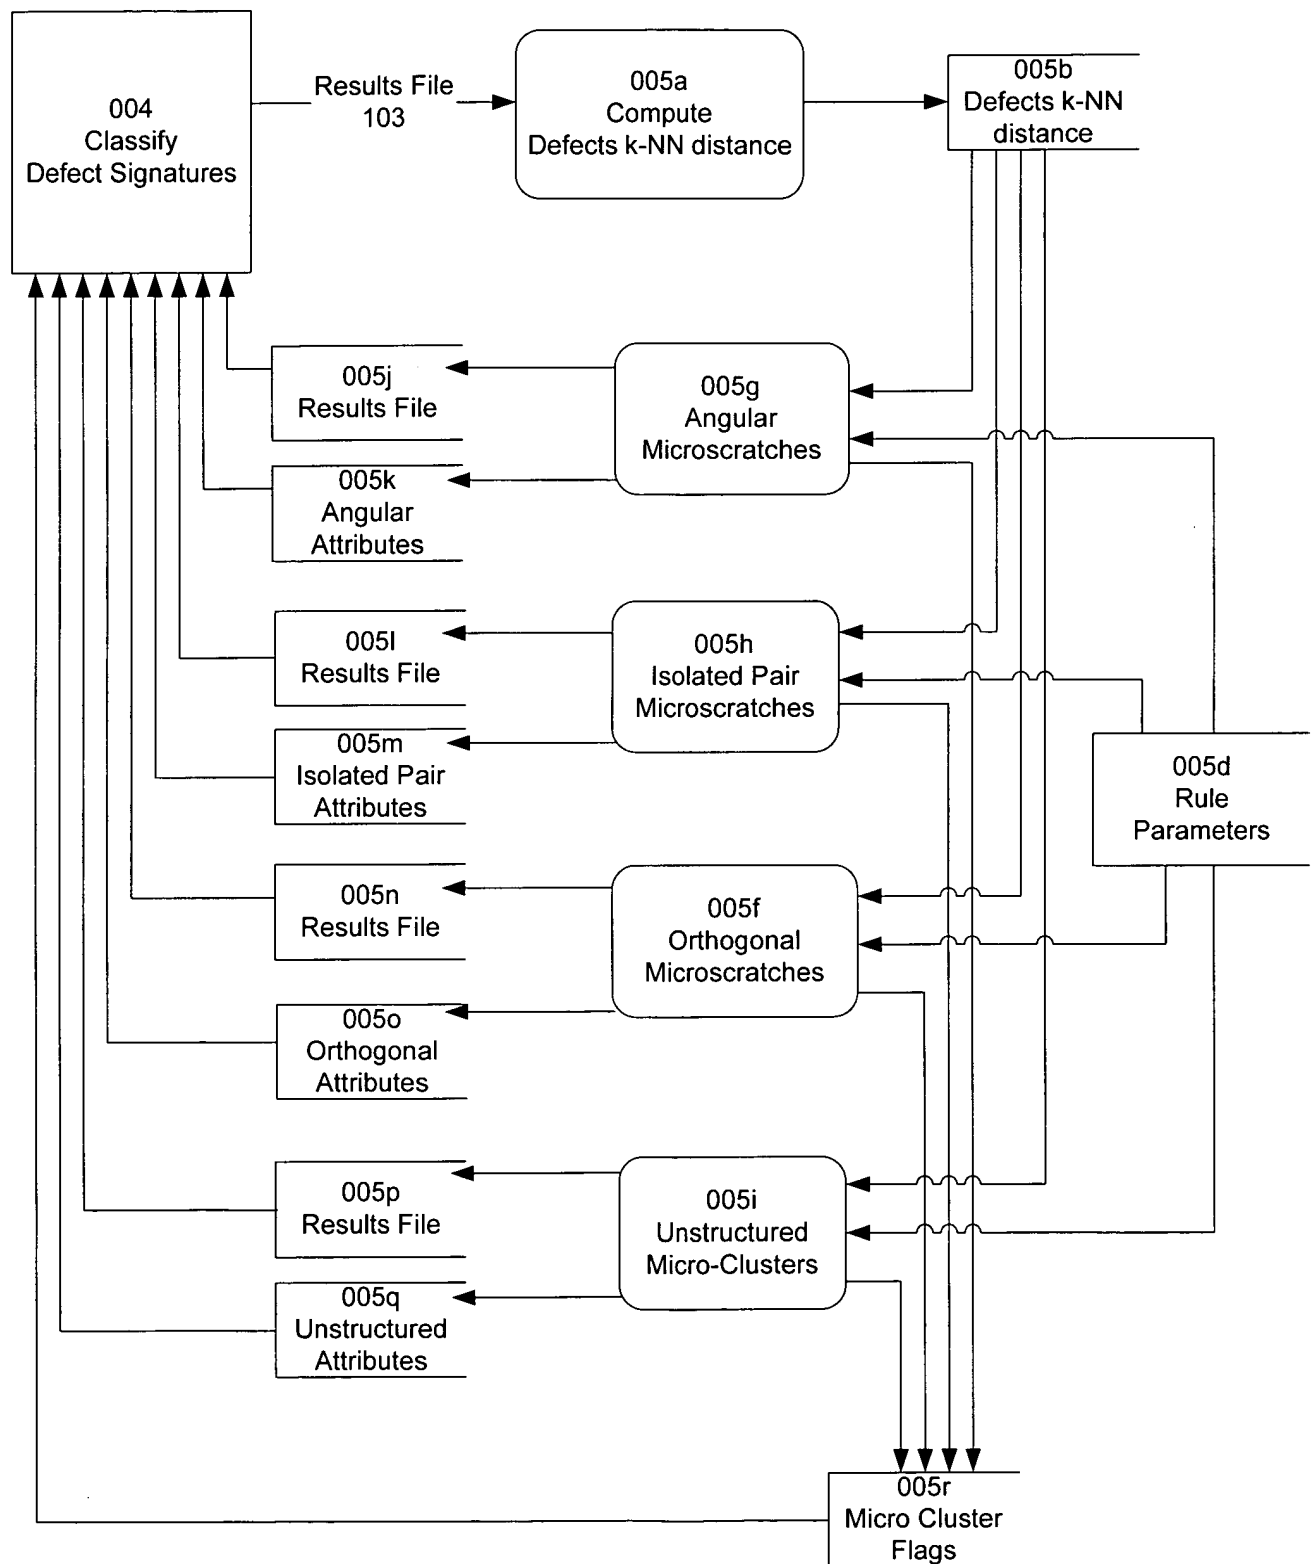 004
Classify
Defect Signatures
Results File
103
005a
Compute
Defects k-NN distance
005b
Defects k-NN
distance
005j
Results File
005g
Angular
Microscratches
005k
Angular
Attributes
005l
Results File
005h
Isolated Pair
Microscratches
005m
Isolated Pair
Attributes
005d
Rule
Parameters
005n
Results File
005f
Orthogonal
Microscratches
005o
Orthogonal
Attributes
005p
Results File
005i
Unstructured
Micro-Clusters
005q
Unstructured
Attributes
005r
Micro Cluster
Flags